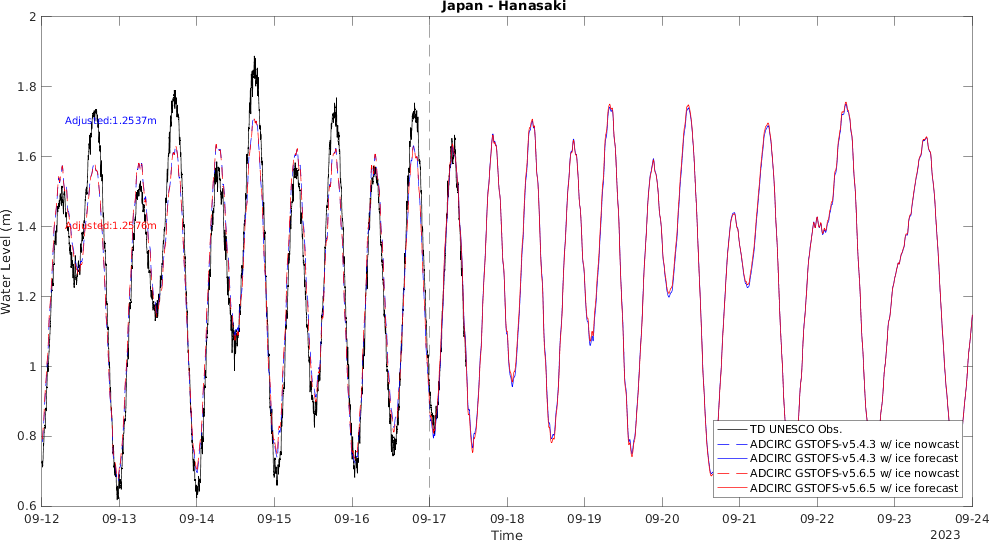 Japan - Hanasaki
2
1.8
1.6
1.4
1.2
1
0.8
0.6
Water Level (m)
Adjusted:1.2537m
Adjusted:1.2576m
TD UNESCO Obs.
ADCIRC GSTOFS-v5.4.3 w/ ice nowcast
ADCIRC GSTOFS-v5.4.3 w/ ice forecast
ADCIRC GSTOFS-v5.6.5 w/ ice nowcast
ADCIRC GSTOFS-v5.6.5 w/ ice forecast
09-12 09-13 09-14 09-15 09-16 09-17 09-18 09-19 09-20 09-21 09-22 09-23 09-24
Time
2023